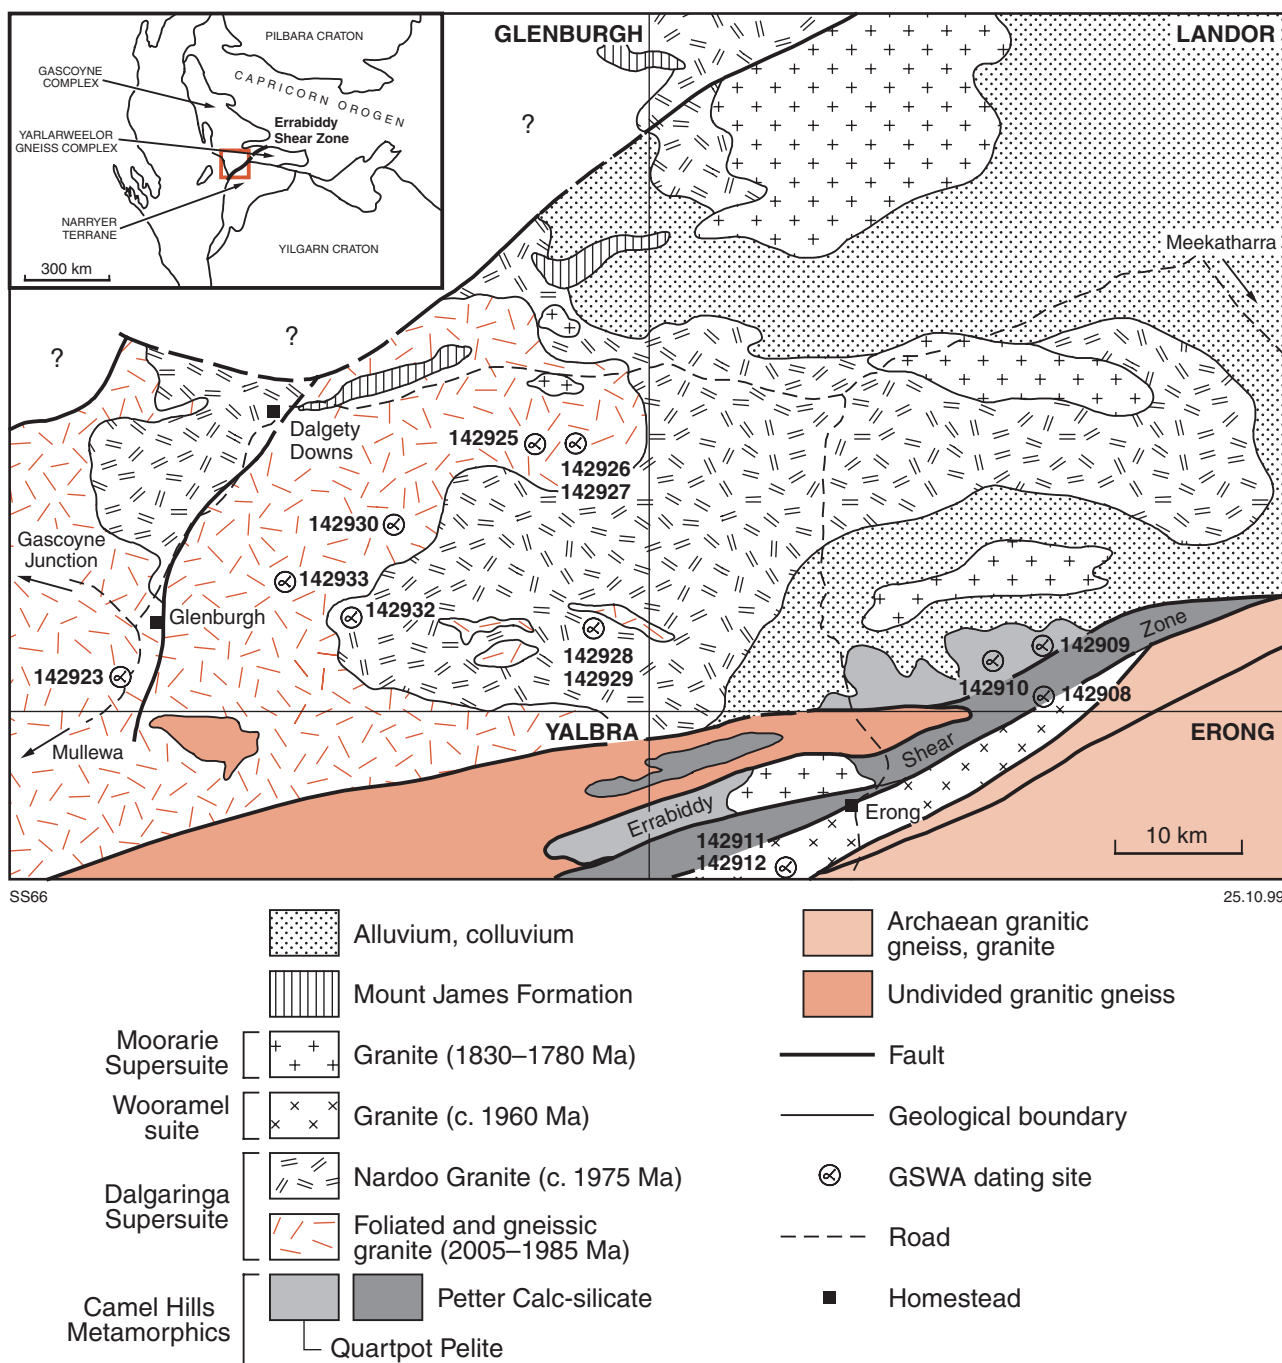 PILBARA CRATON
GASCOYNE
COMPLEX
CAPRICORN OROGEN
Errabiddy
Shear Zone
YARLARWEELOR
GNEISS COMPLEX
NARRYER
TERRANE
YILGARN CRATON
300 km
GLENBURGH
LANDOR
?
?
?
Meekatharra
Dalgety
Downs
142925
142926
142927
142930
Gascoyne
Junction
142933
142932
Glenburgh
142923
142928
142929
142909
142910
142908
Mullewa
YALBRA
ERONG
Errabiddy Shear Zone
Erong
142911
142912
10 km
SS66
25.10.99
Alluvium, colluvium
Mount James Formation
Moorarie
Supersuite
Granite (1830–1780 Ma)
Wooramel
suite
Granite (c. 1960 Ma)
Dalgaringa
Supersuite
Nardoo Granite (c. 1975 Ma)
Foliated and gneissic
granite (2005–1985 Ma)
Camel Hills
Metamorphics
Petter Calc-silicate
Quartpot Pelite
Archaean granitic
gneiss, granite
Undivided granitic gneiss
Fault
Geological boundary
GSWA dating site
Road
Homestead